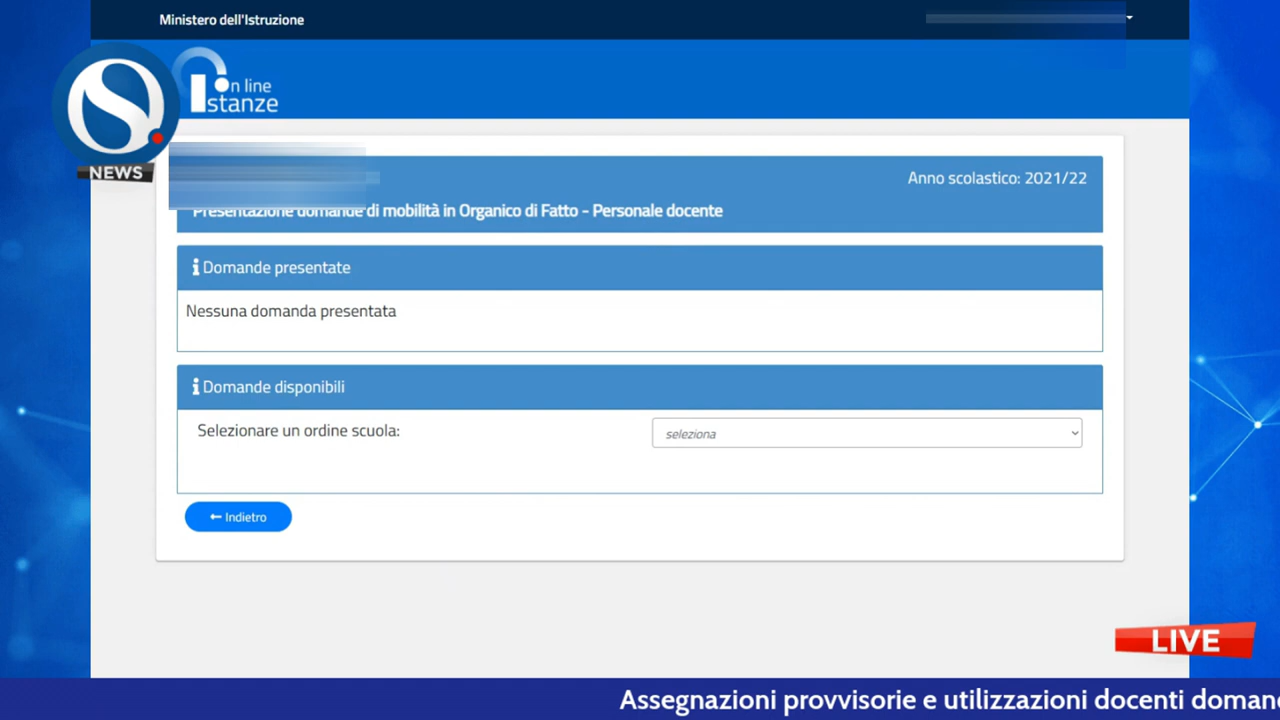 Ministero dell'Istruzione
On line
Istanze
NEWS
Anno scolastico: 2021/22
Presentazione domande di mobilità in Organico di Fatto - Personale docente
Domande presentate
Nessuna domanda presentata
Domande disponibili
Selezionare un ordine scuola:
seleziona
Indietro
LIVE
Assegnazioni provvisorie e utilizzazioni docenti doman